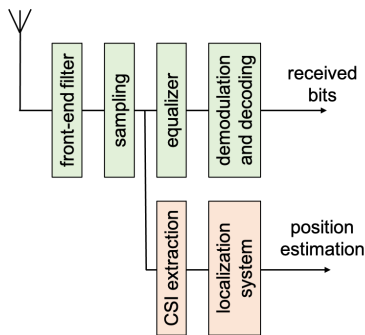 front-end filter
sampling
equalizer
demodulation
and decoding
received
bits
CSI extraction
localization
system
position
estimation